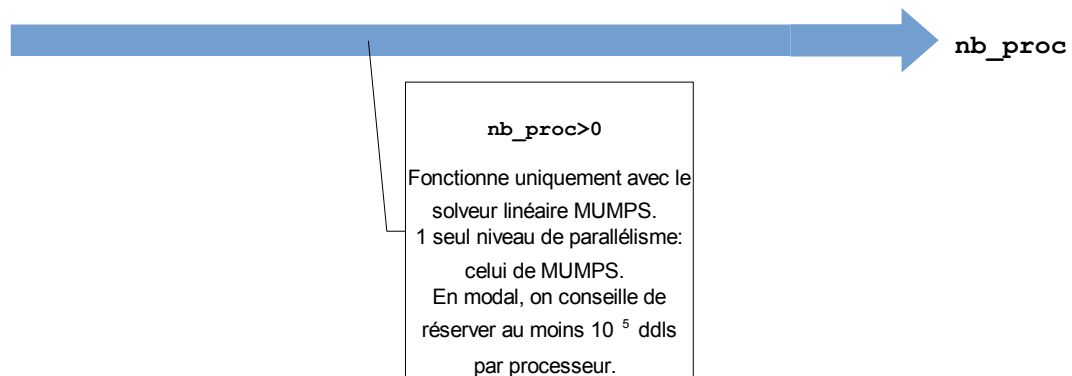 nb_proc
nb_proc>0
Fonctionne uniquement avec le
solveur linéaire MUMPS.
1 seul niveau de parallélisme:
celui de MUMPS.
En modal, on conseille de
réserver au moins 10 ⁵ ddls
par processeur.